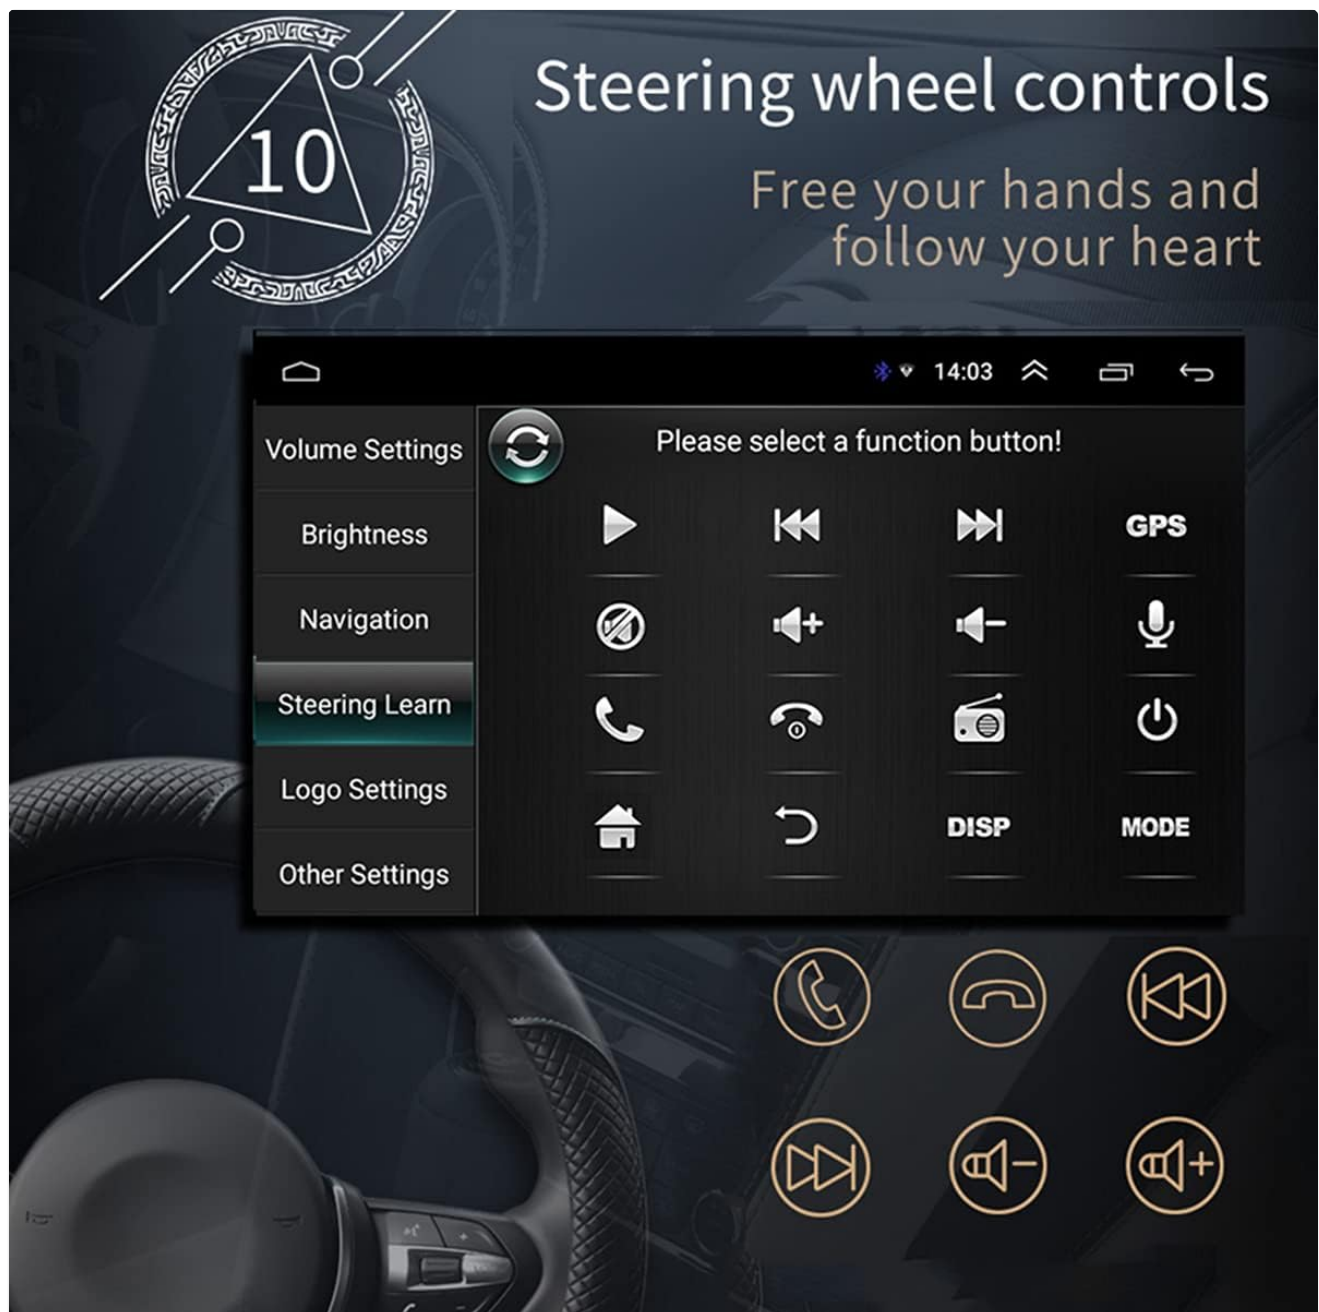 10
Steering wheel controls
Free your hands and
follow your heart
14:03
Volume Settings
Please select a function button!
Brightness
GPS
Navigation
Steering Learn
Logo Settings
DISP
MODE
Other Settings